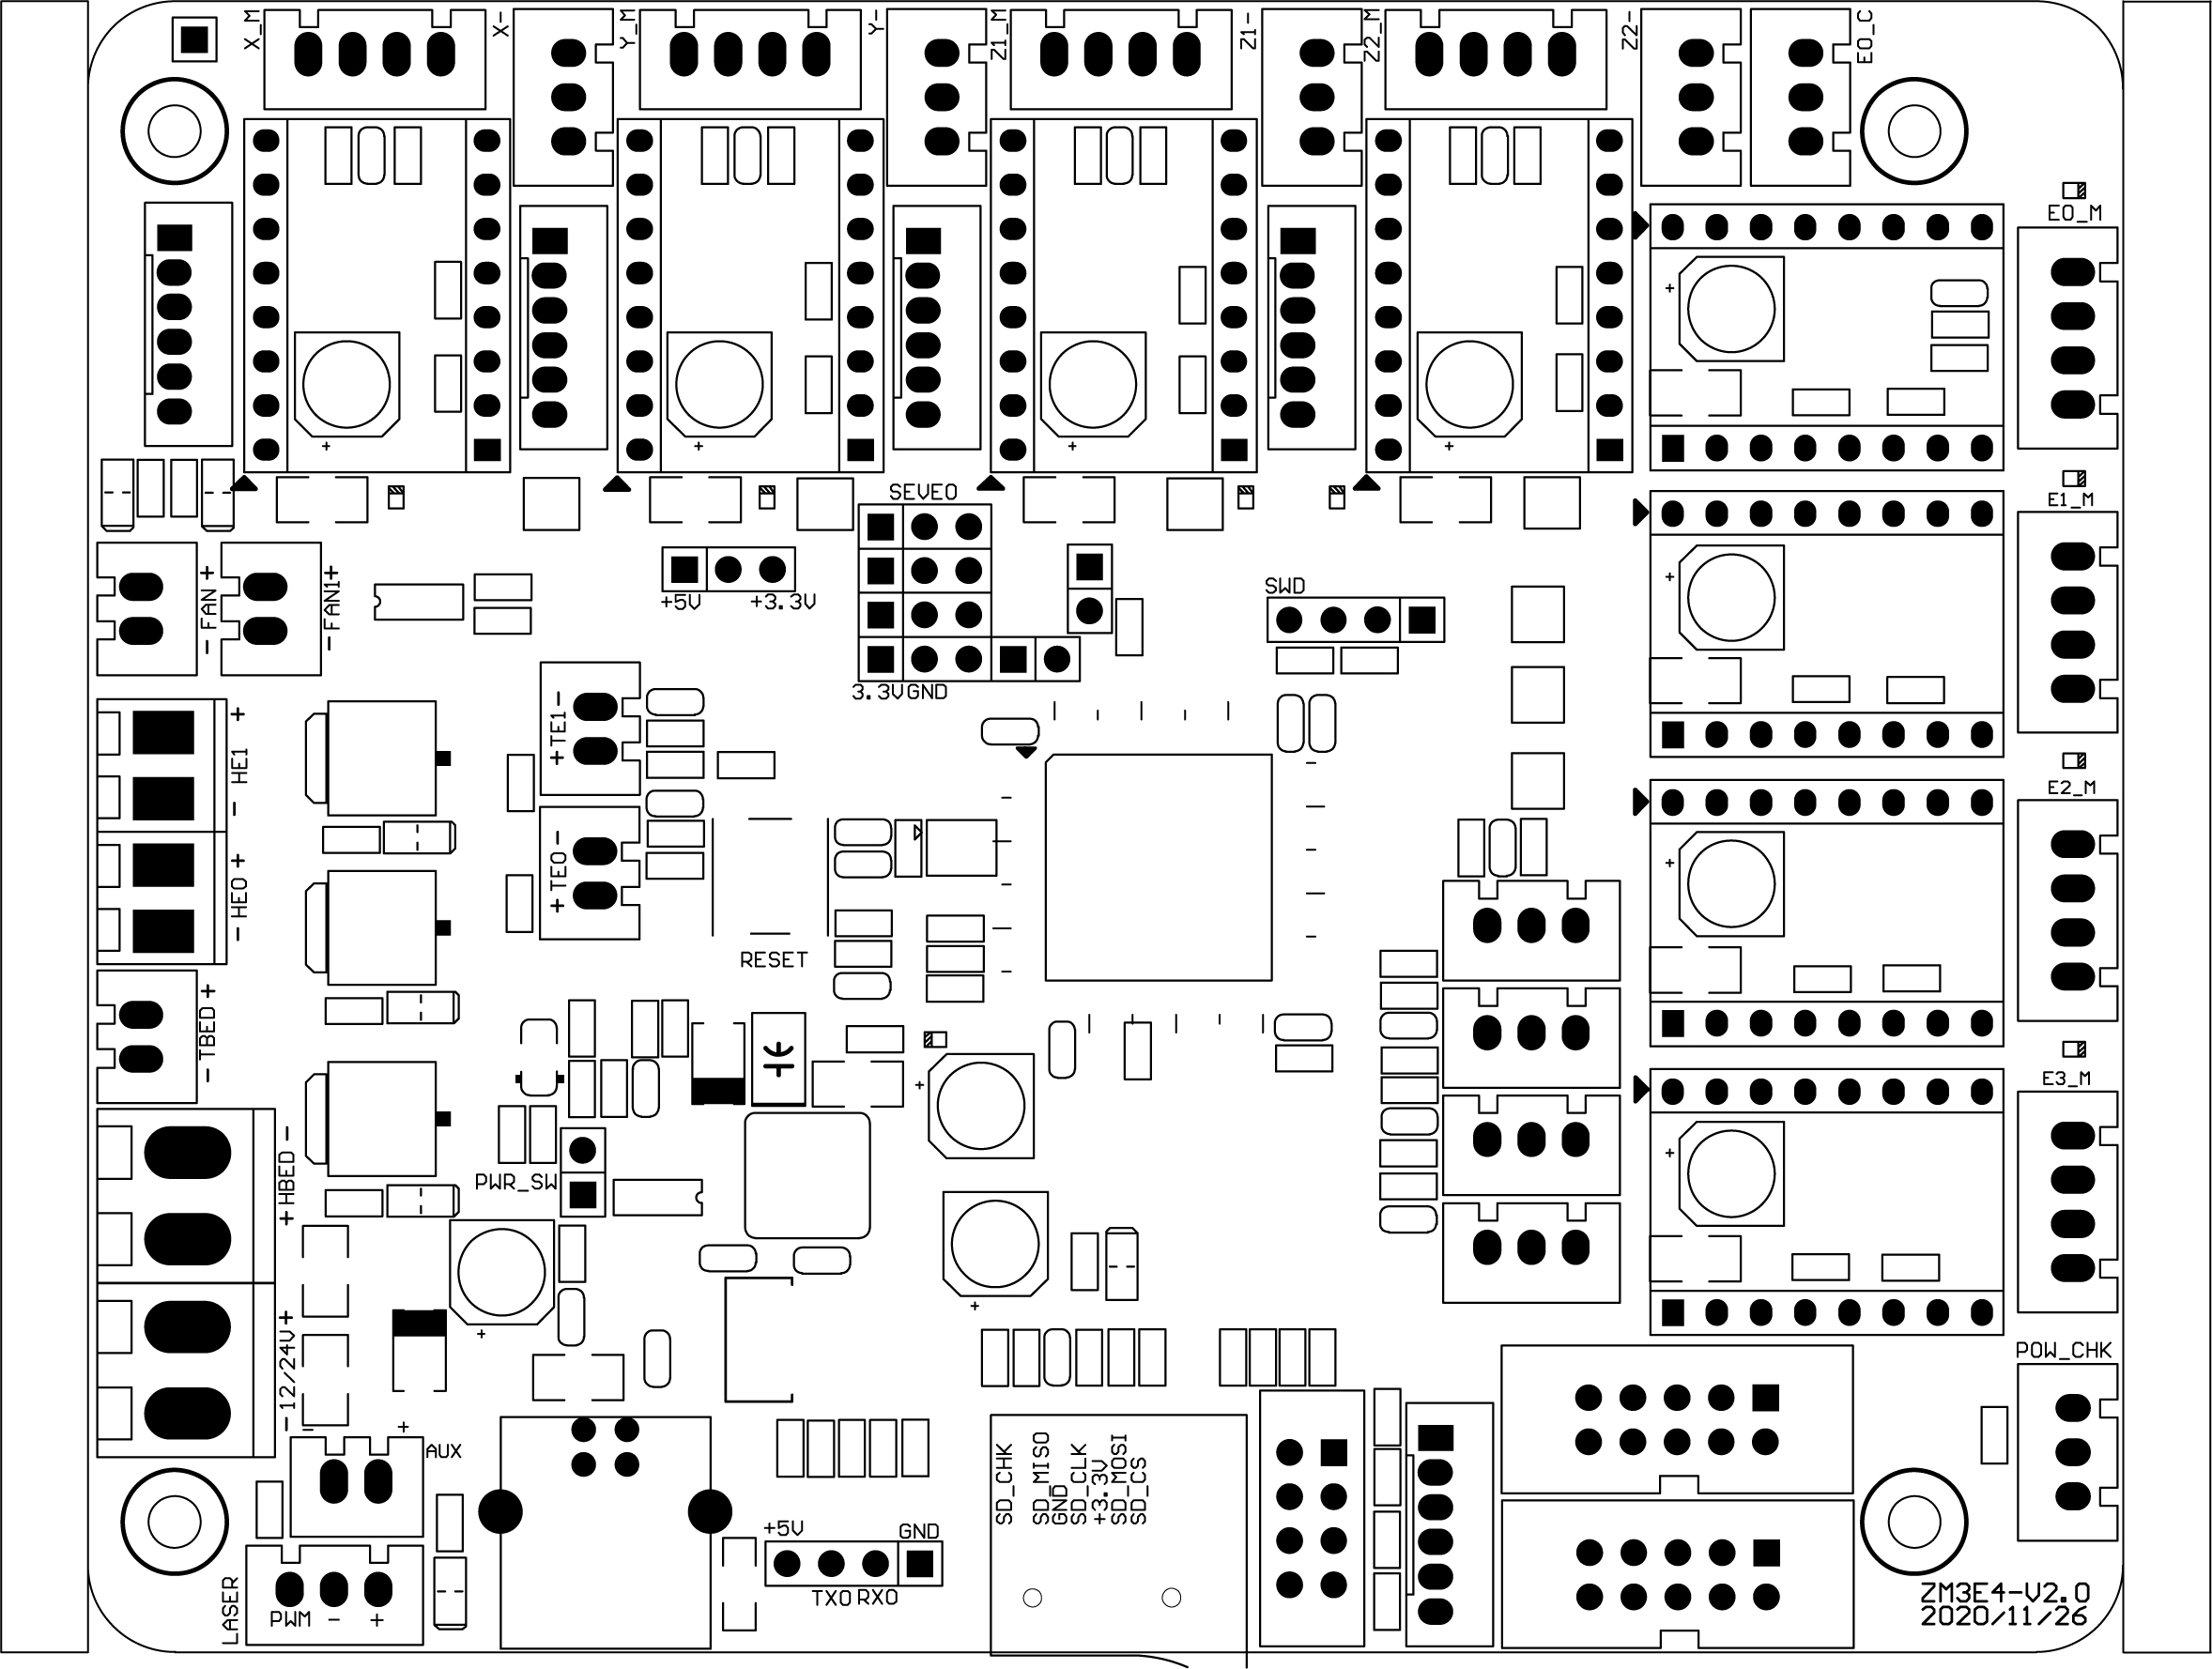 X_M
X-
Y_M
Y-
Z1_M
Z1-
Z2_M
Z2-
E0_C
E0_M
+
+
+
+
+
SEVEO
E1_M
+5V
+3.3V
SWD
- FAN +
- FAN1+
3.3V GND
+
- HE1 +
+TE1-
E2_M
+
- HE0 +
+TE0-
RESET
- TBED +
+
E3_M
+
+HBED -
PWR_SW
+
+
- 12/24V+
POW_CHK
+
AUX
SD_CHK
SD_MISO
GND
SD_CLK
+3.3V
SD_MOSI
SD_CS
+5V
GND
TX0 RX0
LASER
PWM - +
ZM3E4-V2.0
2020/11/26